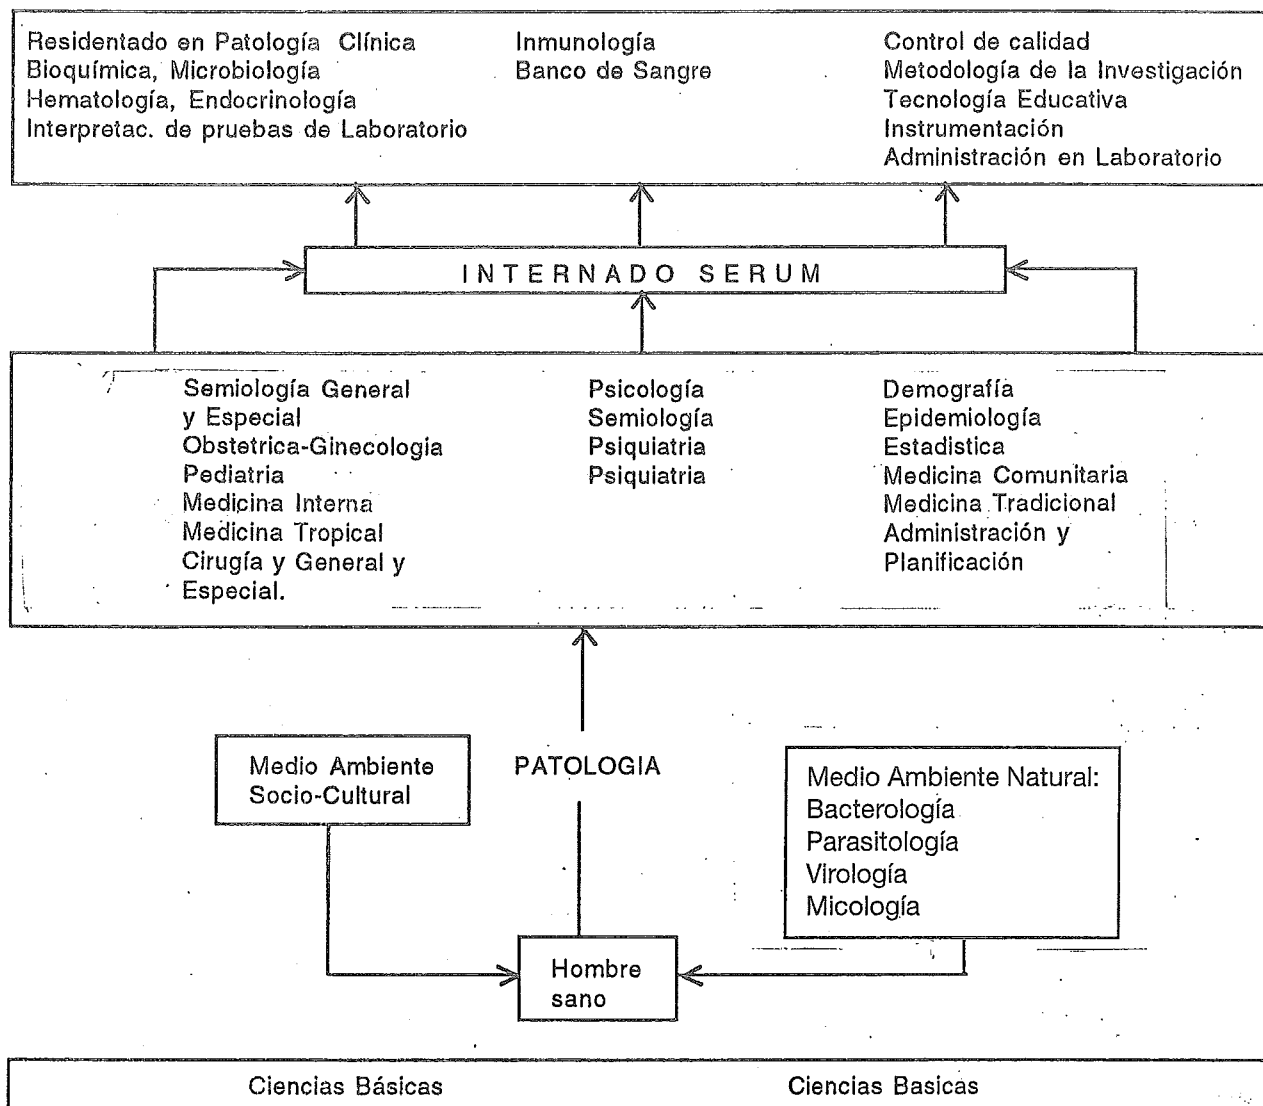 Residentado en Patología Clínica
Bioquímica, Microbiología
Hematología, Endocrinología
Interpretac. de pruebas de Laboratorio
Inmunología
Banco de Sangre
Control de calidad
Metodología de la Investigación
Tecnología Educativa
Instrumentación
Administración en Laboratorio
INTERNADO SERUM
Semiología General
y Especial
Obstetrica-Ginecologia
Pediatria
Medicina Interna
Medicina Tropical
Cirugía y General y
Especial.
Psicología
Semiología
Psiquiatria
Psiquiatria
Demografía
Epidemiología
Estadistica
Medicina Comunitaria
Medicina Tradicional
Administración y
Planificación
Medio Ambiente
Socio-Cultural
PATOLOGIA
Medio Ambiente Natural:
Bacterología
Parasitología
Virología
Micología
Hombre
sano
Ciencias Básicas
Ciencias Basicas